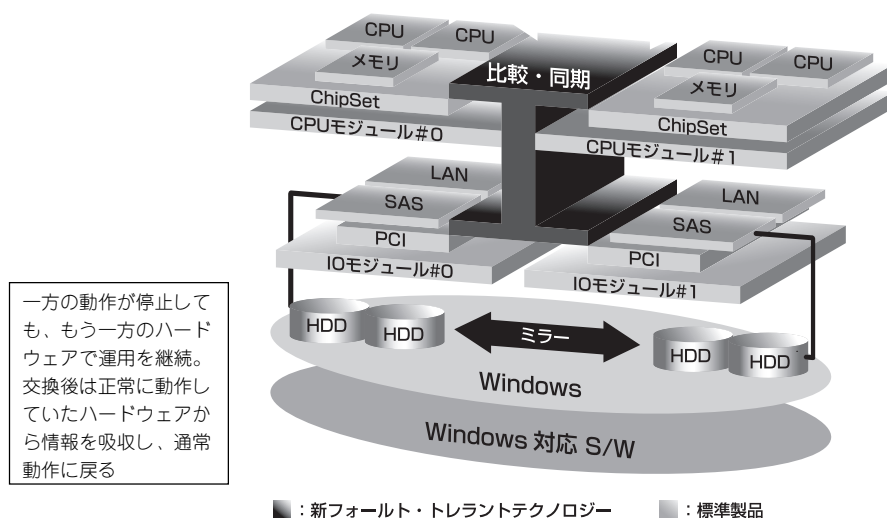 CPU
CPU
メモリ
ChipSet
CPUモジュール#0
比較・同期
CPU
CPU
メモリ
ChipSet
CPUモジュール#1
LAN
SAS
PCI
IOモジュール#0
LAN
SAS
PCI
IOモジュール#1
一方の動作が停止して
も、もう一方のハード
ウェアで運用を継続。
交換後は正常に動作し
ていたハードウェアか
ら情報を吸収し、通常
動作に戻る
HDD
HDD
ミラー
HDD
HDD
Windows
Windows 対応 S/W
：新フォールト・トレラントテクノロジー
：標準製品